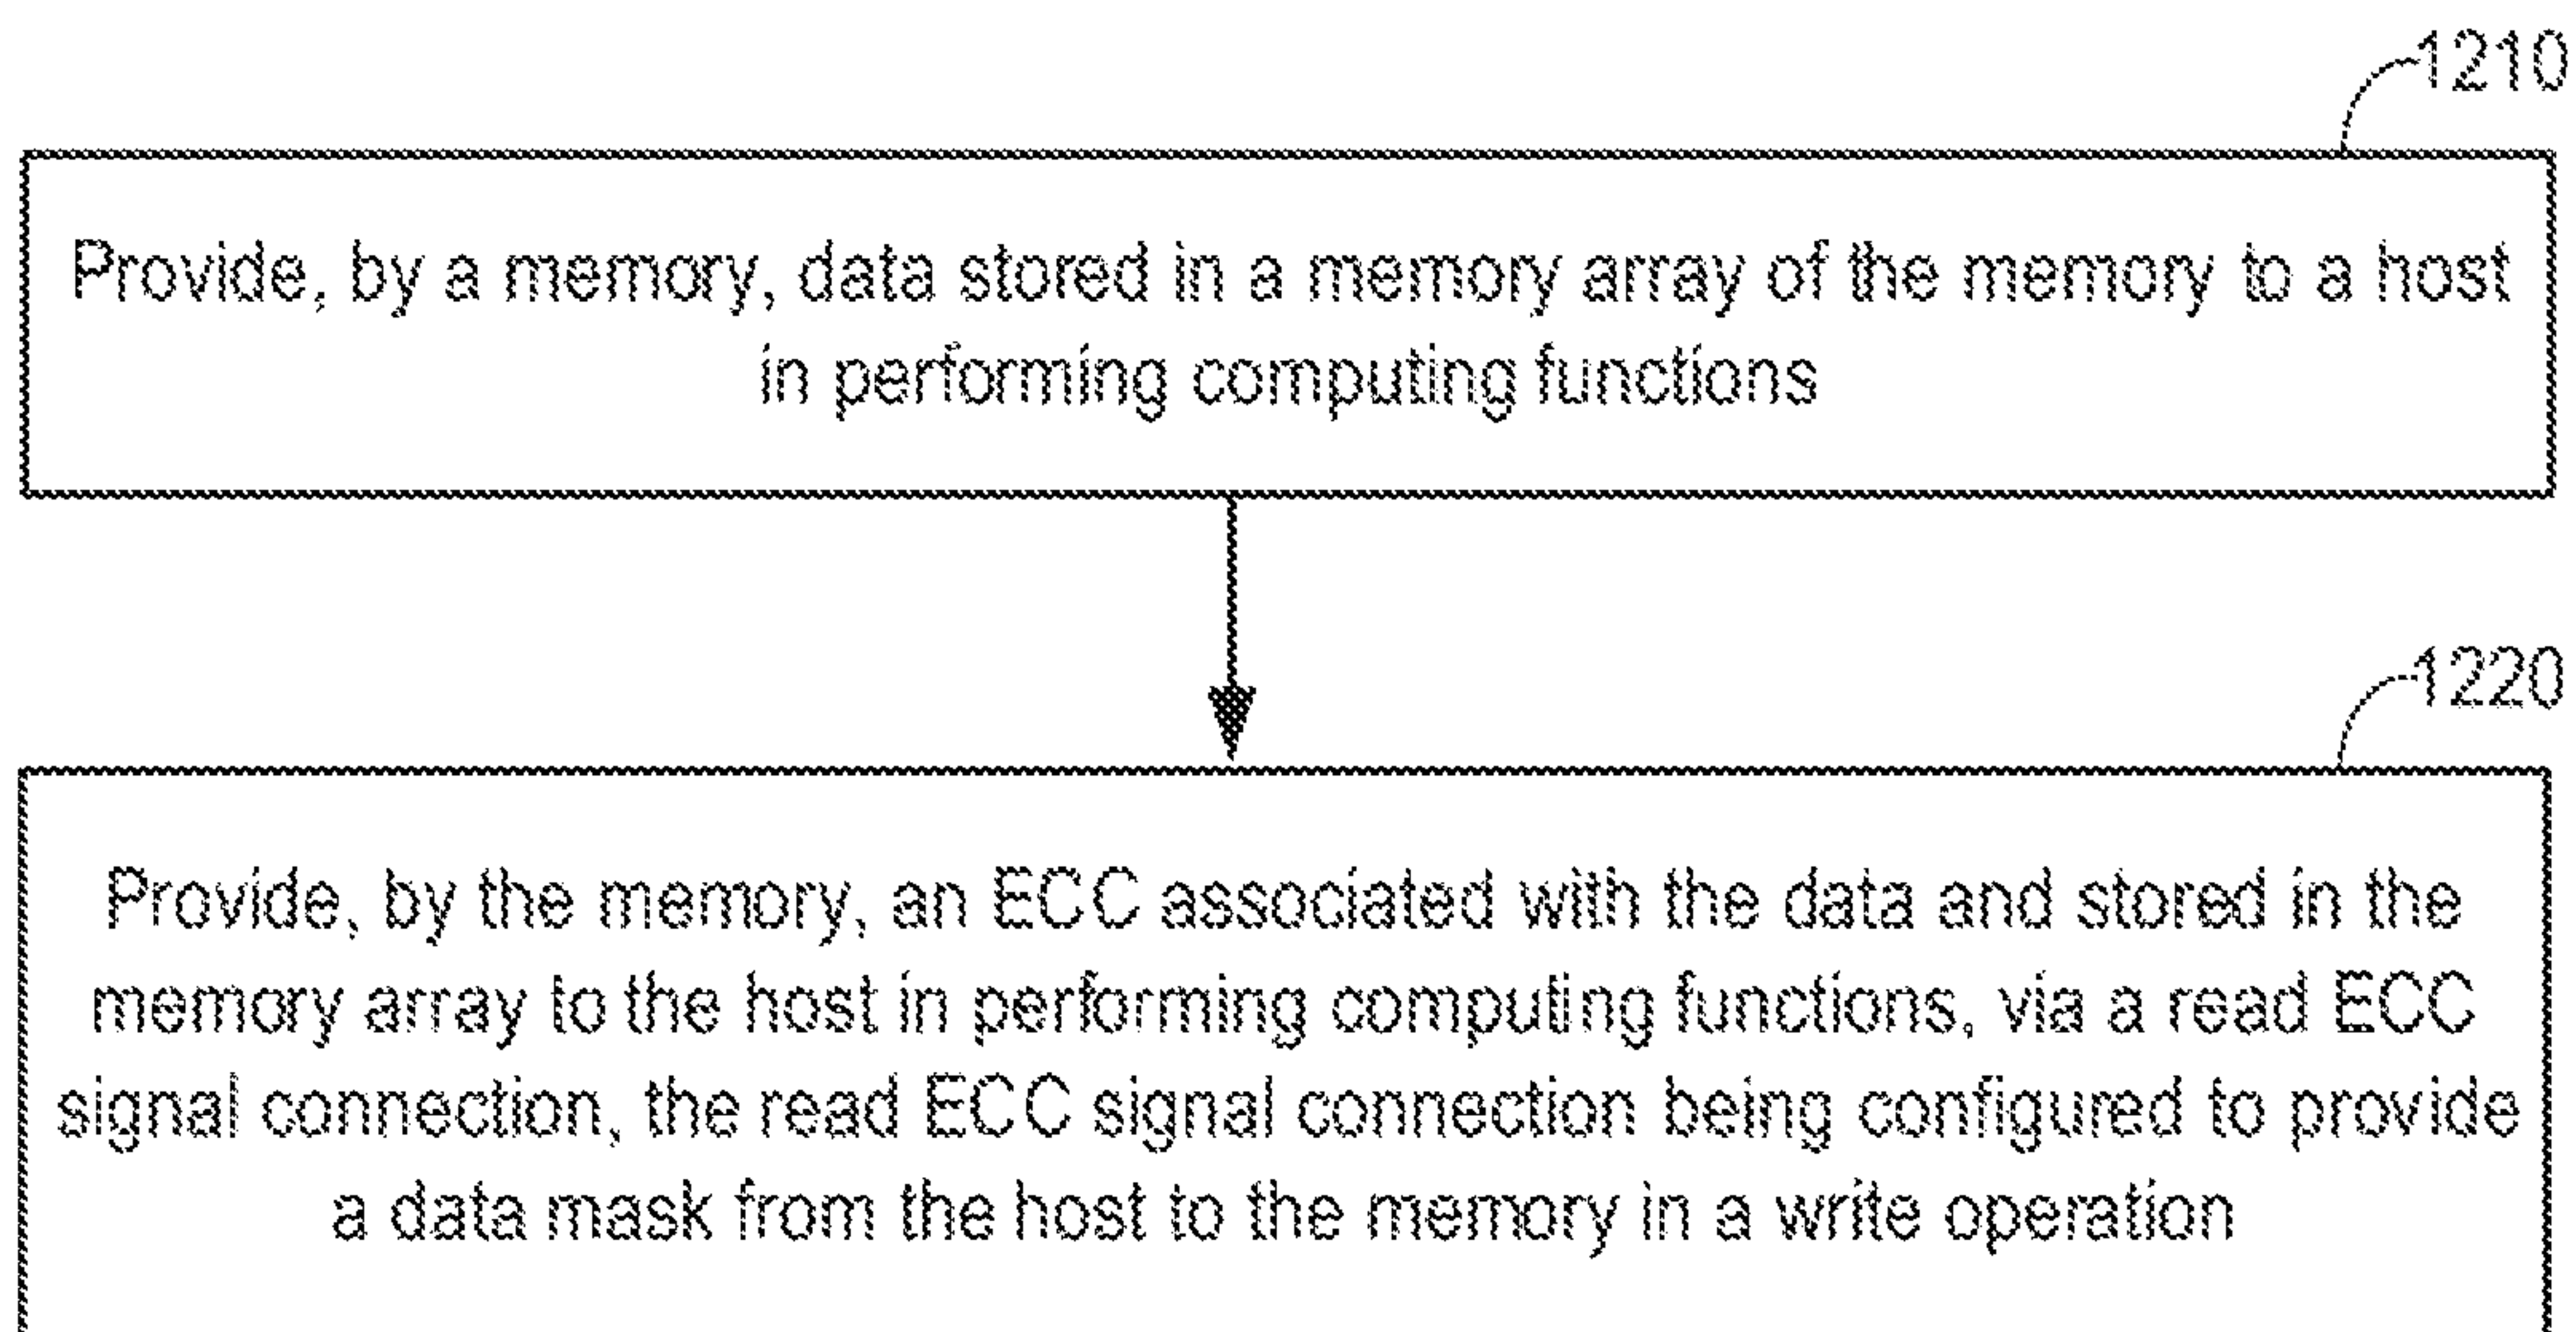 1210
Provide, by a memory, data stored in a memory array of the memory to a host
in performing computing functions
1220
Provide, by the memory, an ECC associated with the data and stored in the
memory array to the host in performing computing functions, via a read ECC
signal connection, the read ECC signal connection being configured to provide
a data mask from the host to the memory in a write operation